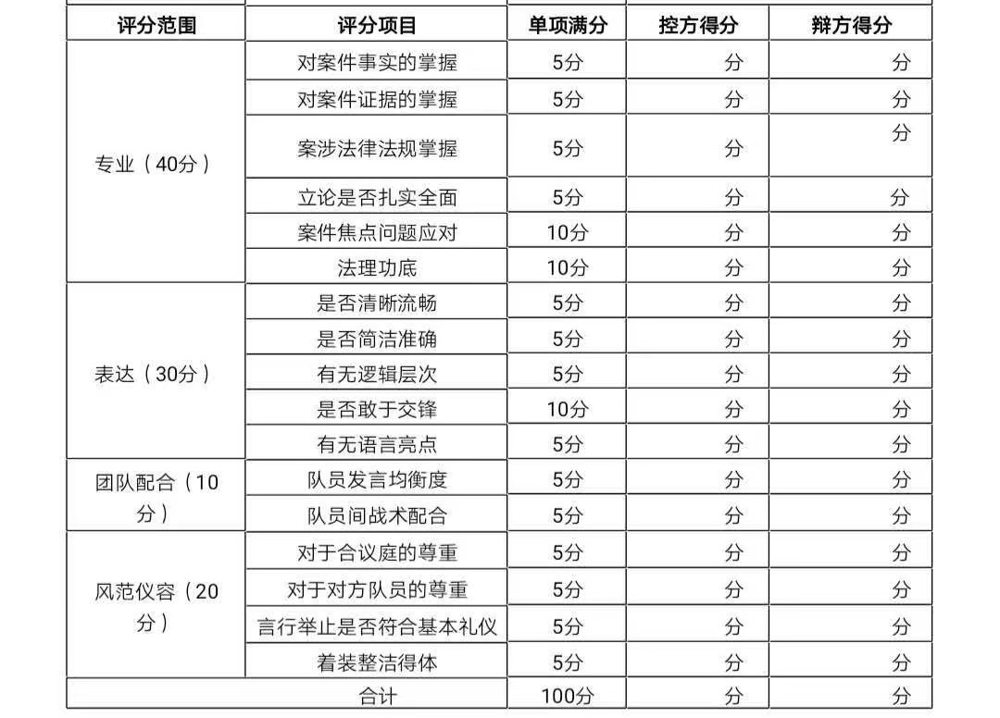 评分范围 评分项目 单项满分 控方得分 辩方得分
对案件事实的掌握 5分 分 分
对案件证据的掌握 5分 分 分
案涉法律法规掌握 5分 分 分
专业（40分）
立论是否扎实全面 5分 分 分
案件焦点问题应对 10分 分 分
法理功底 10分 分 分
是否清晰流畅 5分 分 分
是否简洁准确 5分 分 分
表达（30分） 有无逻辑层次 5分 分 分
是否敢于交锋 10分 分 分
有无语言亮点 5分 分 分
团队配合（10 队员发言均衡度 5分 分 分
分） 队员间战术配合 5分 分 分
对于合议庭的尊重 5分 分 分
风范仪容（20 对于对方队员的尊重 5分 分 分
分） 言行举止是否符合基本礼仪 5分 分 分
着装整洁得体 5分 分 分
合计 100分 分 分